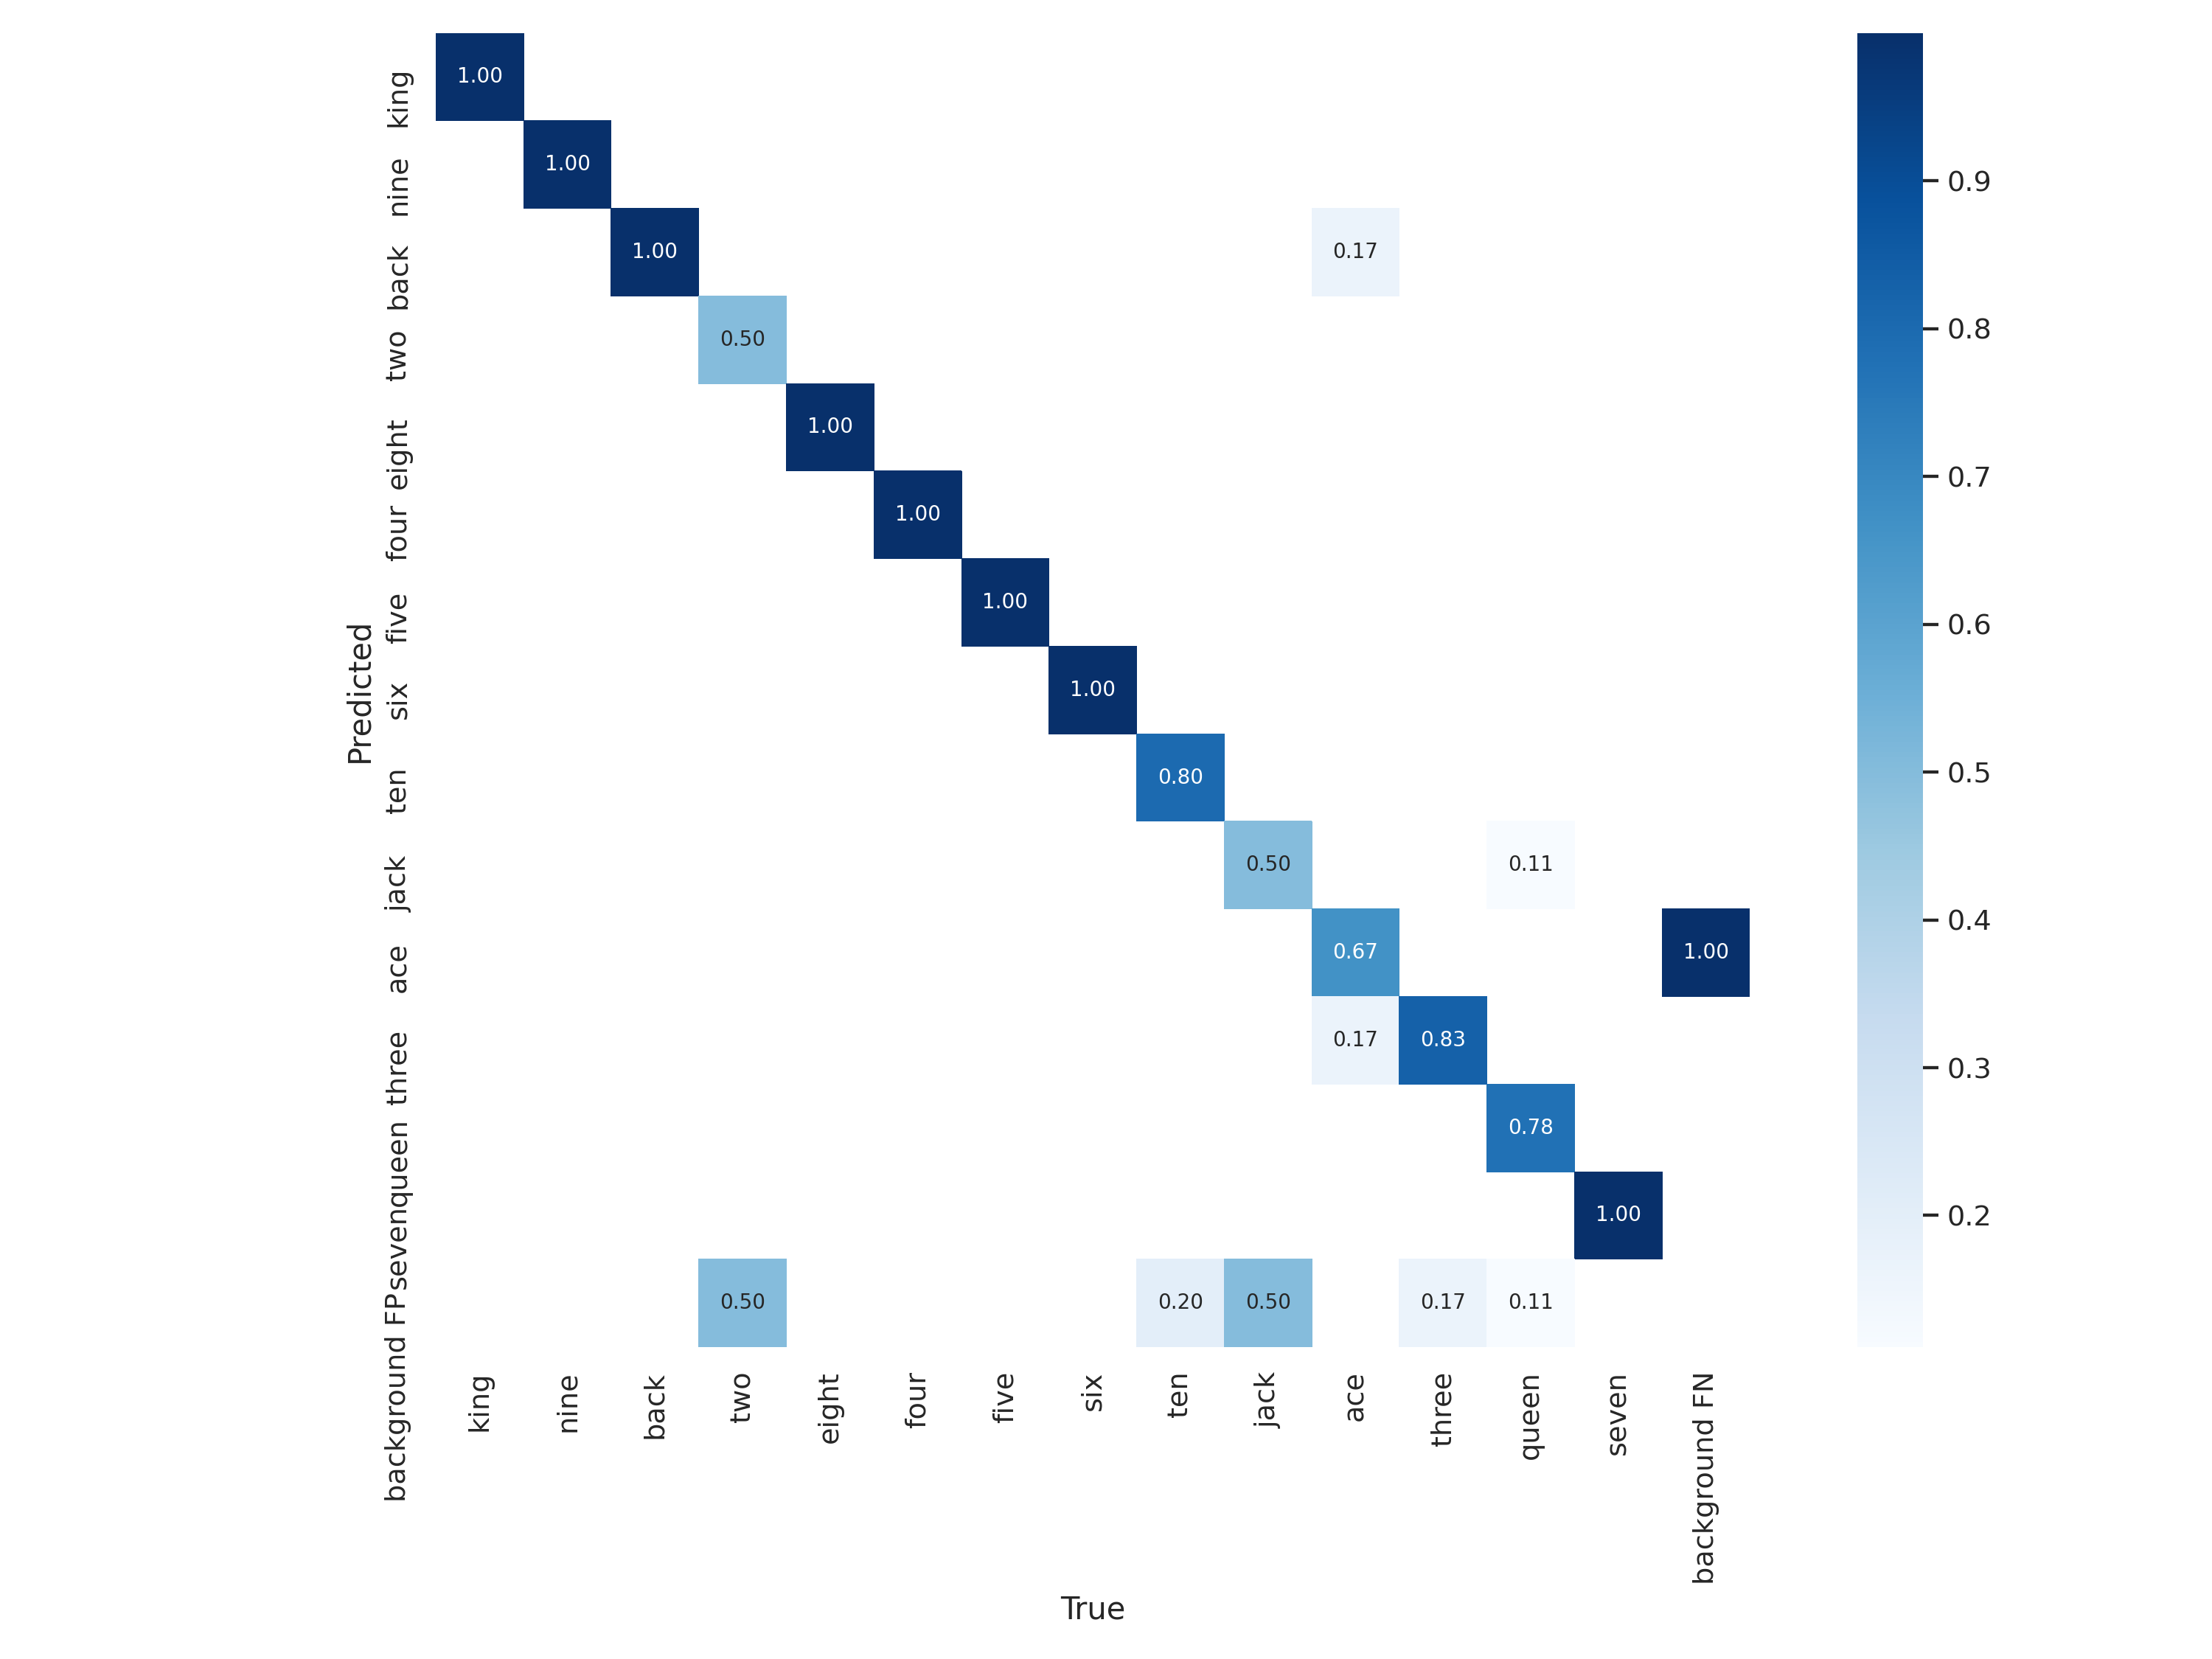 king
1.00
nine
1.00
0.9
back
1.00
0.17
two
0.50
0.8
eight
1.00
0.7
four
1.00
five
1.00
0.6
Predicted
six
1.00
ten
0.80
0.5
jack
0.50
0.11
ace
0.67
1.00
0.4
three
0.17
0.83
0.3
queen
0.78
seven
1.00
0.2
background FP
0.50
0.20
0.50
0.17
0.11
king
nine
back
two
eight
four
five
six
ten
jack
ace
three
queen
seven
background FN
True